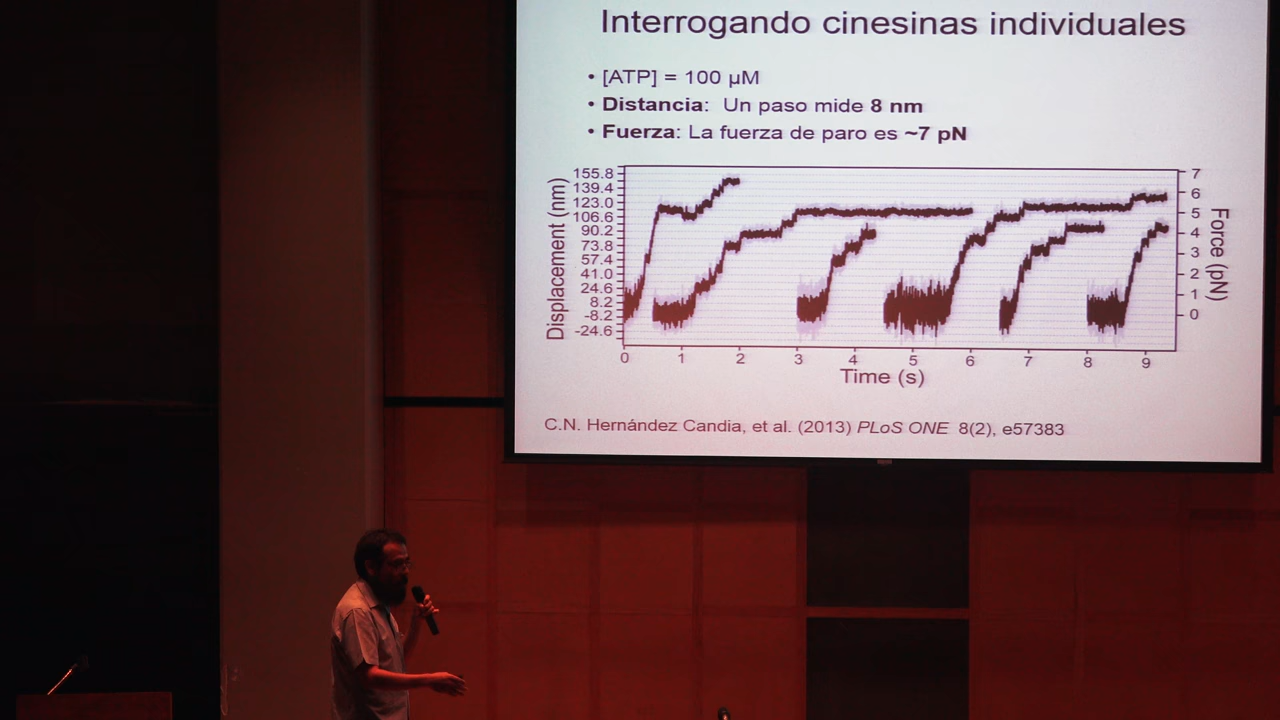 Interrogando cinesinas individuales
• [ATP] = 100 µM
• Distancia: Un paso mide 8 nm
• Fuerza: La fuerza de paro es ~7 pN
Displacement (nm)
155.8
139.4
123.0
106.6
90.2
73.8
57.4
41.0
24.6
8.2
-8.2
-24.6
7
6
5
4
3
2
1
0
Force (pN)
0 1 2 3 4 5 6 7 8 9
Time (s)
C.N. Hernández Candia, et al. (2013) PLoS ONE 8(2), e57383